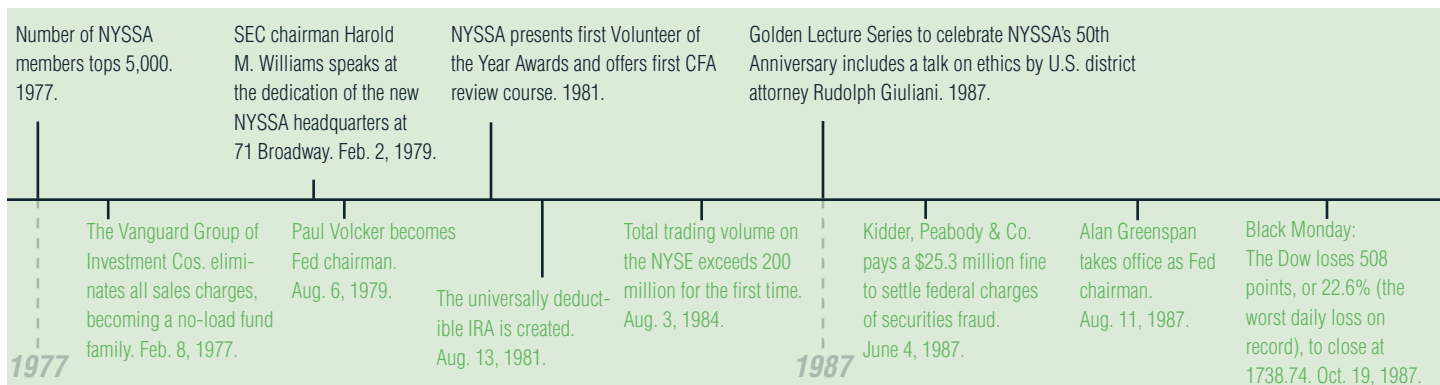 Number of NYSSA
members tops 5,000.
1977.
SEC chairman Harold
M. Williams speaks at
the dedication of the new
NYSSA headquarters at
71 Broadway. Feb. 2, 1979.
NYSSA presents first Volunteer of
the Year Awards and offers first CFA
review course. 1981.
Golden Lecture Series to celebrate NYSSA's 50th
Anniversary includes a talk on ethics by U.S. district
attorney Rudolph Giuliani. 1987.
The Vanguard Group of
Investment Cos. elimi-
nates all sales charges,
becoming a no-load fund
family. Feb. 8, 1977.
Paul Volcker becomes
Fed chairman.
Aug. 6, 1979.
The universally deduct-
ible IRA is created.
Aug. 13, 1981.
Total trading volume on
the NYSE exceeds 200
million for the first time.
Aug. 3, 1984.
Kidder, Peabody & Co.
pays a $25.3 million fine
to settle federal charges
of securities fraud.
June 4, 1987.
Alan Greenspan
takes office as Fed
chairman.
Aug. 11, 1987.
Black Monday:
The Dow loses 508
points, or 22.6% (the
worst daily loss on
record), to close at
1738.74. Oct. 19, 1987.
1977
1987